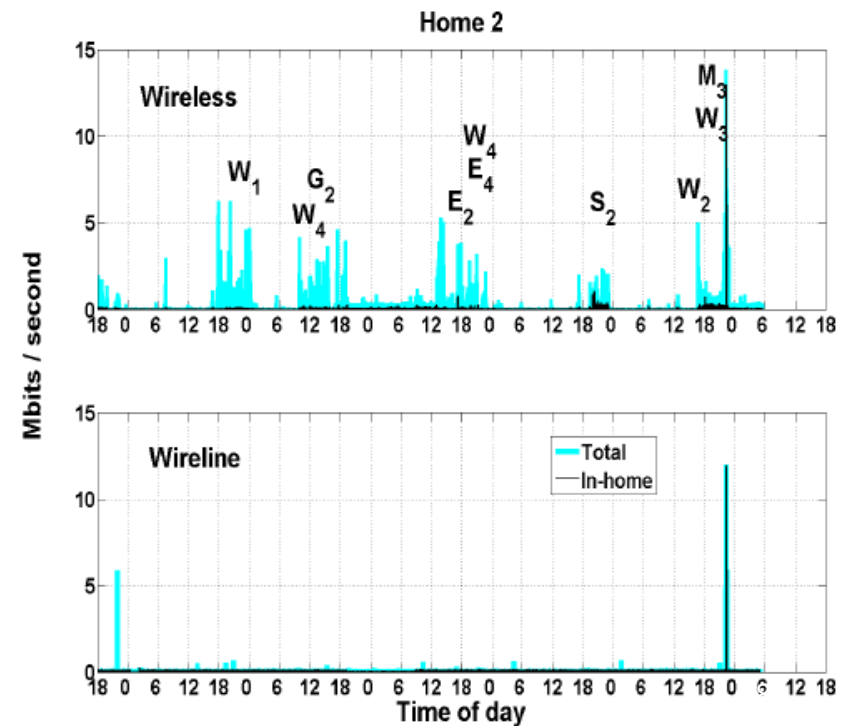 Home 2
15
Wireless
M3
W3
10
W4
W1
G2
E4
W2
E2
S2
W4
5
0
18 0 6 12 18 0 6 12 18 0 6 12 18 0 6 12 18 0 6 12 18 0 6 12 18
Mbits / second
15
Wireline
Total
In-home
10
5
0
18 0 6 12 18 0 6 12 18 0 6 12 18 0 6 12 18 0 6 12 18 0 6 12 18
Time of day